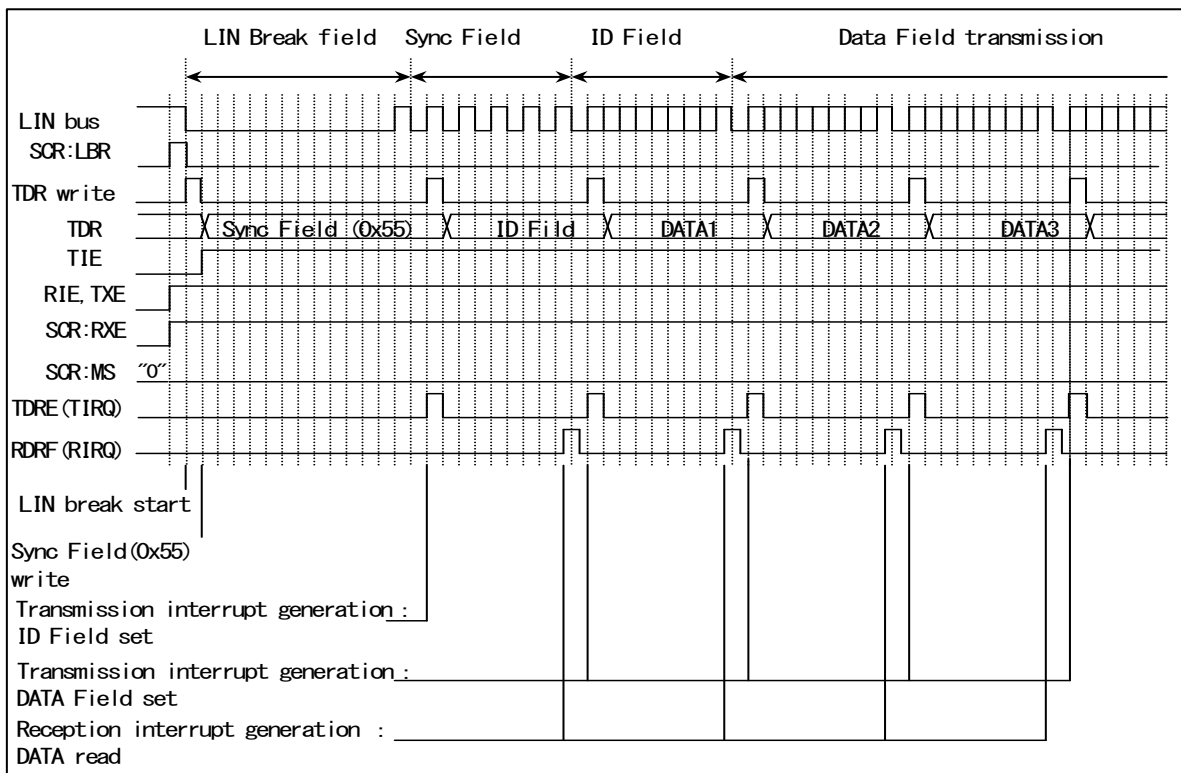 LIN Break field Sync Field ID Field Data Field transmission
LIN bus
SCR:LBR
TDR write
TDR Sync Field (0x55) ID Fild DATA1 DATA2 DATA3
TIE
RIE,TXE
SCR:RXE
SCR:MS "0"
TDRE(TIRQ)
RDRF(RIRQ)
LIN break start
Sync Field(0x55)
write
Transmission interrupt generation :
ID Field set
Transmission interrupt generation :
DATA Field set
Reception interrupt generation :
DATA read